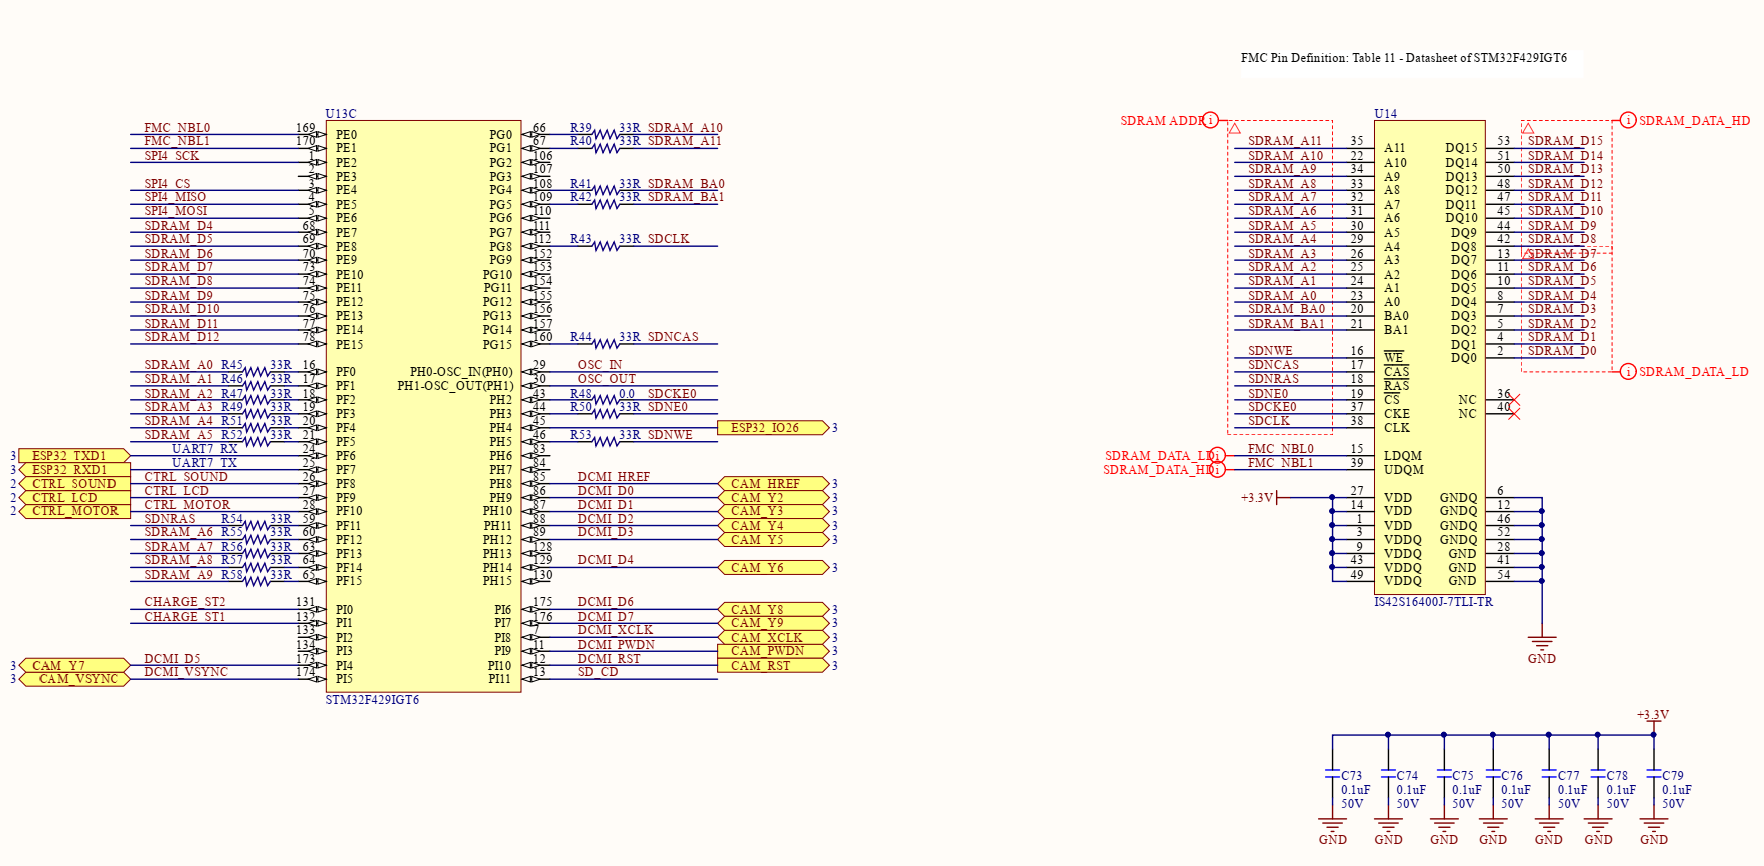 FMC Pin Definition: Table 11 - Datasheet of STM32F429IGT6
U13C
FMC_NBL0 169 PE0
FMC_NBL1 170 PE1
SPI4_SCK 1 PE2
2 PE3
SPI4_CS 3 PE4
SPI4_MISO 4 PE5
SPI4_MOSI 5 PE6
SDRAM_D4 68 PE7
SDRAM_D5 69 PE8
SDRAM_D6 70 PE9
SDRAM_D7 73 PE10
SDRAM_D8 74 PE11
SDRAM_D9 75 PE12
SDRAM_D10 76 PE13
SDRAM_D11 77 PE14
SDRAM_D12 78 PE15
SDRAM_A0 R45 33R 16 PF0
SDRAM_A1 R46 33R 17 PF1
SDRAM_A2 R47 33R 18 PF2
SDRAM_A3 R49 33R 19 PF3
SDRAM_A4 R51 33R 20 PF4
SDRAM_A5 R52 33R 21 PF5
3 ESP32_TXD1 UART7_RX 24 PF6
3 ESP32_RXD1 UART7_TX 25 PF7
2 CTRL_SOUND CTRL_SOUND 26 PF8
2 CTRL_LCD CTRL_LCD 27 PF9
2 CTRL_MOTOR CTRL_MOTOR 28 PF10
SDNRAS R54 33R 59 PF11
SDRAM_A6 R55 33R 60 PF12
SDRAM_A7 R56 33R 63 PF13
SDRAM_A8 R57 33R 64 PF14
SDRAM_A9 R58 33R 65 PF15
CHARGE_ST2 131 PI0
CHARGE_ST1 132 PI1
133 PI2
134 PI3
3 CAM_Y7 DCMI_D5 173 PI4
3 CAM_VSYNC DCMI_VSYNC 174 PI5
PG0 66 R39 33R SDRAM_A10
PG1 67 R40 33R SDRAM_A11
PG2 106
PG3 107
PG4 108 R41 33R SDRAM_BA0
PG5 109 R42 33R SDRAM_BA1
PG6 110
PG7 111
PG8 112 R43 33R SDCLK
PG9 152
PG10 153
PG11 154
PG12 155
PG13 156
PG14 157
PG15 160 R44 33R SDNCAS
PH0-OSC_IN(PH0) 29 OSC_IN
PH1-OSC_OUT(PH1) 30 OSC_OUT
PH2 43 R48 0.0 SDCKE0
PH3 44 R50 33R SDNE0
PH4 45 ESP32_IO26 3
PH5 46 R53 33R SDNWE
PH6 83
PH7 84
PH8 85 DCMI_HREF CAM_HREF 3
PH9 86 DCMI_D0 CAM_Y2 3
PH10 87 DCMI_D1 CAM_Y3 3
PH11 88 DCMI_D2 CAM_Y4 3
PH12 89 DCMI_D3 CAM_Y5 3
PH13 128
PH14 129 DCMI_D4 CAM_Y6 3
PH15 130
PI6 175 DCMI_D6 CAM_Y8 3
PI7 176 DCMI_D7 CAM_Y9 3
PI8 7 DCMI_XCLK CAM_XCLK 3
PI9 11 DCMI_PWDN CAM_PWDN 3
PI10 12 DCMI_RST CAM_RST 3
PI11 13 SD_CD
STM32F429IGT6
U14
SDRAM ADDR i
i SDRAM_DATA_HD
SDRAM_A11 35 A11
SDRAM_A10 22 A10
SDRAM_A9 34 A9
SDRAM_A8 33 A8
SDRAM_A7 32 A7
SDRAM_A6 31 A6
SDRAM_A5 30 A5
SDRAM_A4 29 A4
SDRAM_A3 26 A3
SDRAM_A2 25 A2
SDRAM_A1 24 A1
SDRAM_A0 23 A0
SDRAM_BA0 20 BA0
SDRAM_BA1 21 BA1
SDNWE 16 WE
SDNCAS 17 CAS
SDNRAS 18 RAS
SDNE0 19 CS
SDCKE0 37 CKE
SDCLK 38 CLK
SDRAM_DATA_LD i FMC_NBL0 15 LDQM
SDRAM_DATA_HD i FMC_NBL1 39 UDQM
+3.3V 27 VDD
14 VDD
1 VDD
3 VDDQ
9 VDDQ
43 VDDQ
49 VDDQ
DQ15 53 SDRAM_D15
DQ14 51 SDRAM_D14
DQ13 50 SDRAM_D13
DQ12 48 SDRAM_D12
DQ11 47 SDRAM_D11
DQ10 45 SDRAM_D10
DQ9 44 SDRAM_D9
DQ8 42 SDRAM_D8
DQ7 13 SDRAM_D7
DQ6 11 SDRAM_D6
DQ5 10 SDRAM_D5
DQ4 8 SDRAM_D4
DQ3 7 SDRAM_D3
DQ2 5 SDRAM_D2
DQ1 4 SDRAM_D1
DQ0 2 SDRAM_D0
i SDRAM_DATA_LD
NC 36
NC 40
GNDQ 6
GNDQ 12
GNDQ 46
GNDQ 52
GND 28
GND 41
GND 54
IS42S16400J-7TLI-TR
GND
+3.3V
C73 C74 C75 C76 C77 C78 C79
0.1uF 0.1uF 0.1uF 0.1uF 0.1uF 0.1uF 0.1uF
50V 50V 50V 50V 50V 50V 50V
GND GND GND GND GND GND GND